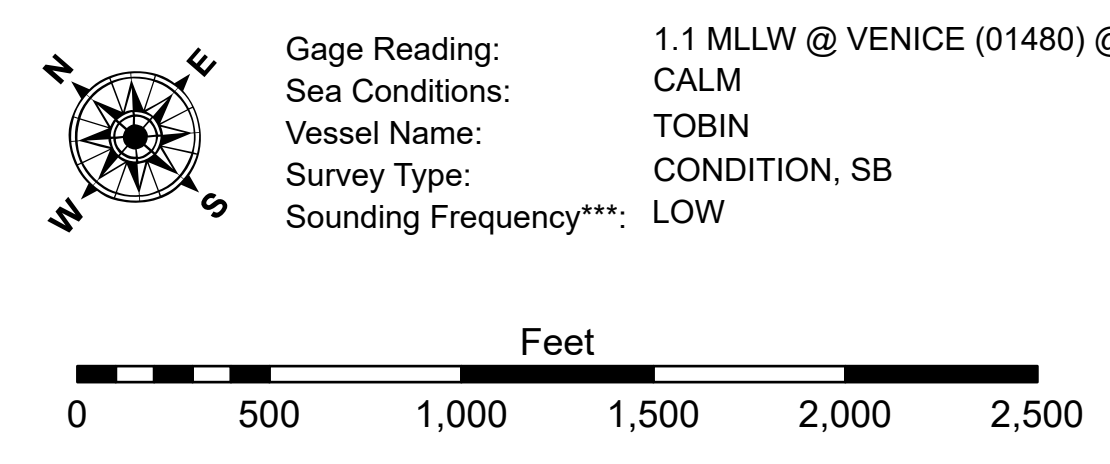 N E
W S
Gage Reading: 1.1 MLLW @ VENICE (01480) @
Sea Conditions: CALM
Vessel Name: TOBIN
Survey Type: CONDITION, SB
Sounding Frequency***: LOW
Feet
0 500 1,000 1,500 2,000 2,500